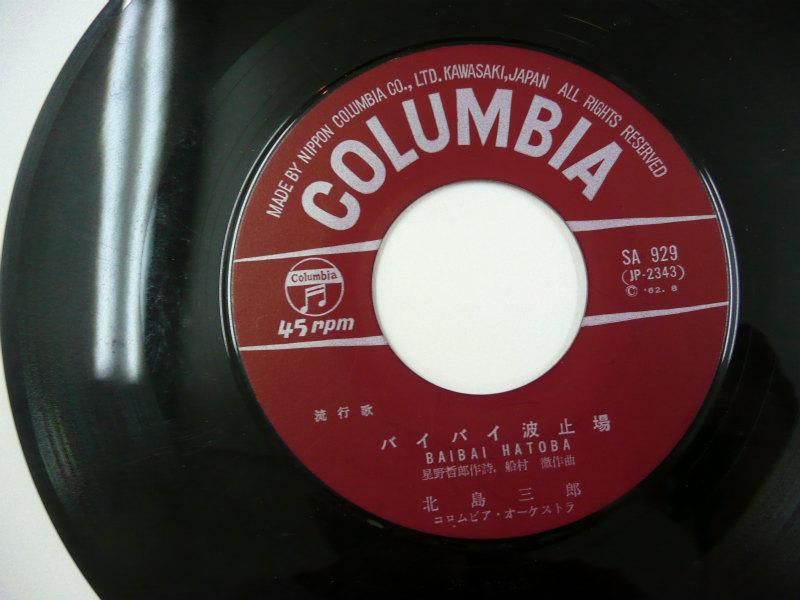 MADE BY NIPPON COLUMBIA CO., LTD. KAWASAKI, JAPAN ALL RIGHTS RESERVED
COLUMBIA
SA 929
(JP-2343)
© '62. 8
Columbia
45 rpm
流行歌
バイバイ波止場
BAIBAI HATOBA
星野哲郎作詩. 船村 徹作曲
北島三郎
コロムビア・オーケストラ